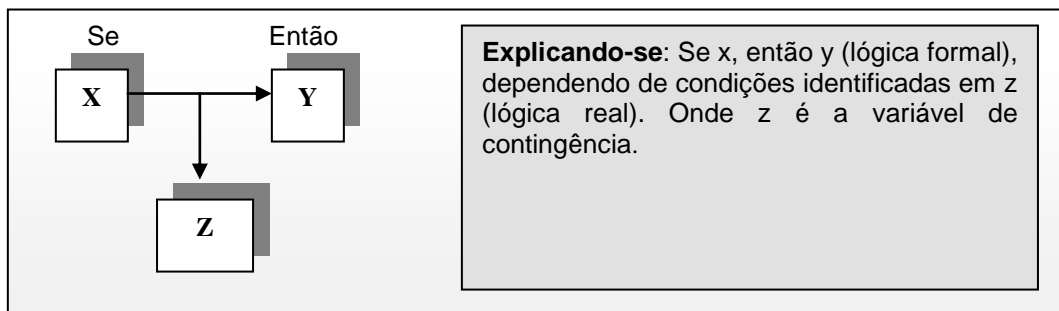 Se Então
X Y
Z
Explicando-se: Se x, então y (lógica formal),
dependendo de condições identificadas em z
(lógica real). Onde z é a variável de
contingência.